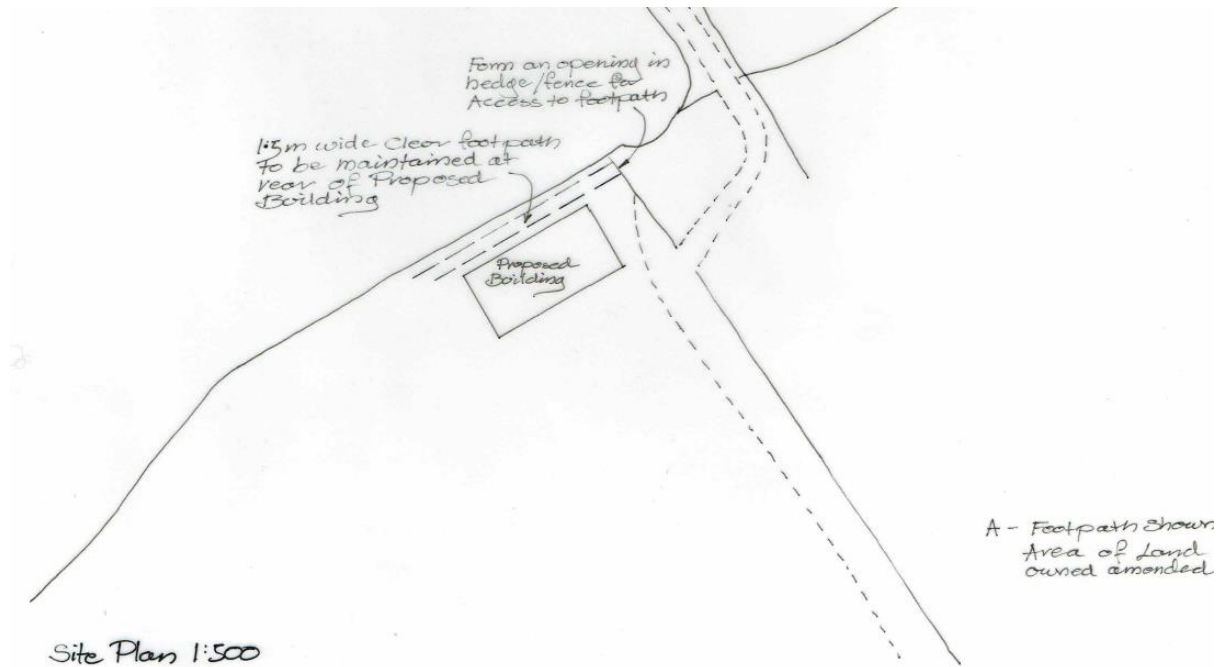 Form an opening in
hedge/fence for
Access to footpath
1.5m wide Clear footpath
To be maintained at
rear of Proposed
Building
Proposed
Building
A - Footpath shown
Area of Land
owned amended
Site Plan 1:500